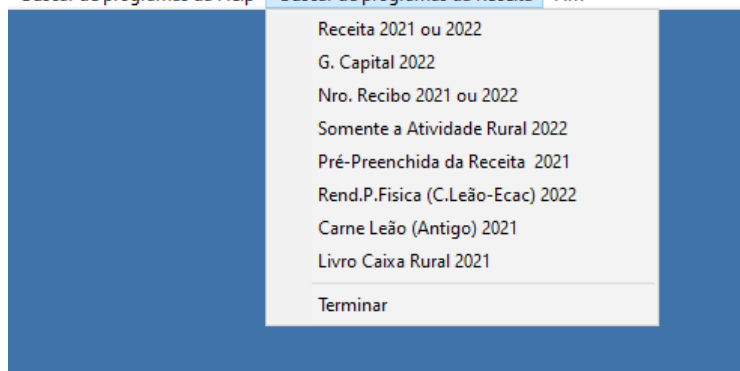 Receita 2021 ou 2022
G. Capital 2022
Nro. Recibo 2021 ou 2022
Somente a Atividade Rural 2022
Pré-Preenchida da Receita  2021
Rend.P.Fisica (C.Leão-Ecac) 2022
Carne Leão (Antigo) 2021
Livro Caixa Rural 2021
Terminar